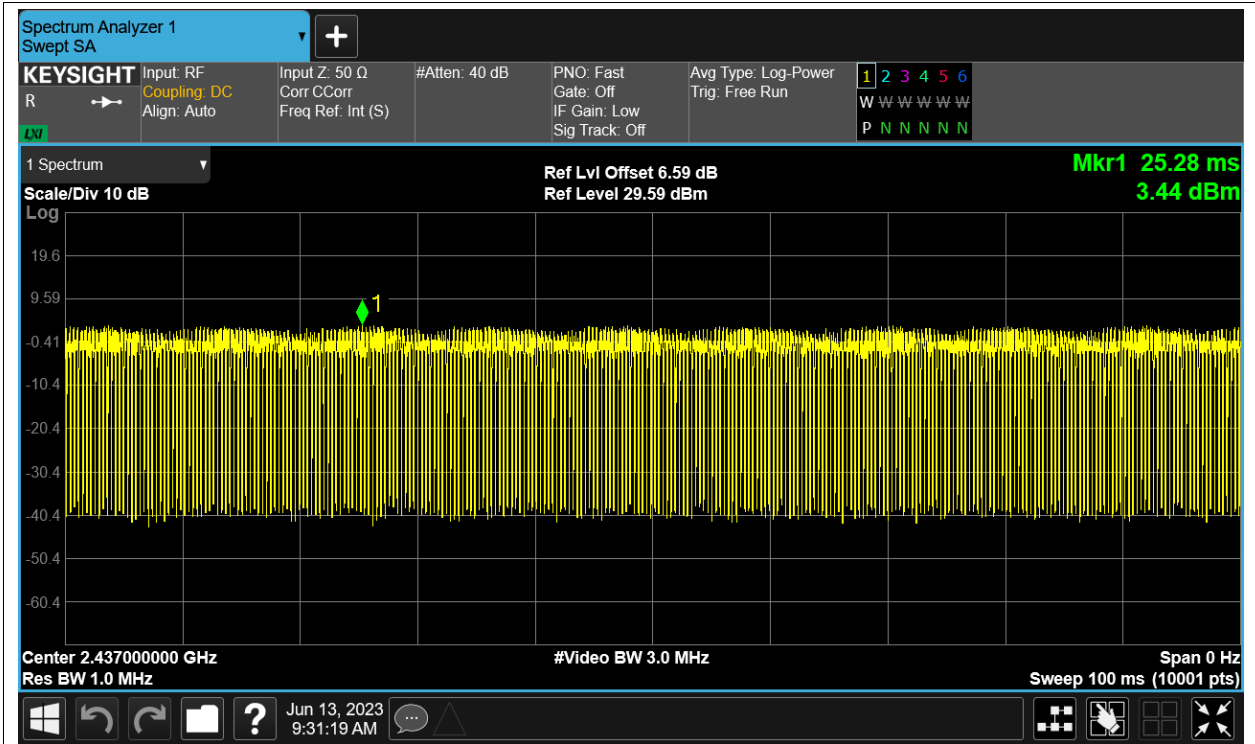 Spectrum Analyzer 1
Swept SA
KEYSIGHT
R
LXI
Input: RF
Coupling: DC
Align: Auto
Input Z: 50 Ω
Corr CCorr
Freq Ref: Int (S)
#Atten: 40 dB
PNO: Fast
Gate: Off
IF Gain: Low
Sig Track: Off
Avg Type: Log-Power
Trig: Free Run
1 2 3 4 5 6
W W W W W W
P N N N N N
1 Spectrum
Scale/Div 10 dB
Ref Lvl Offset 6.59 dB
Ref Level 29.59 dBm
Mkr1 25.28 ms
3.44 dBm
Log
19.6
9.59
1
-0.41
-10.4
-20.4
-30.4
-40.4
-50.4
-60.4
Center 2.437000000 GHz
Res BW 1.0 MHz
#Video BW 3.0 MHz
Span 0 Hz
Sweep 100 ms (10001 pts)
?
Jun 13, 2023
9:31:19 AM